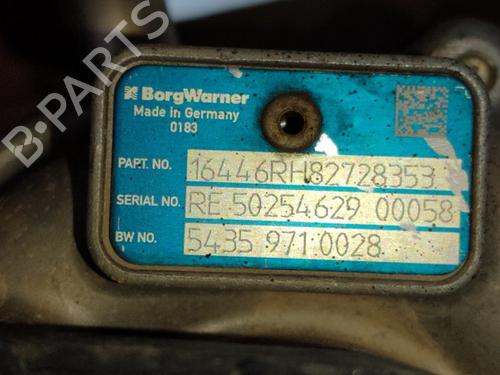 BorgWarner
Made in Germany
0183
PAPT. NO. 16446RH82728353
SERIAL NO. RE 50254629 00058
BW NO. 5435 971 0028
B-PARTS